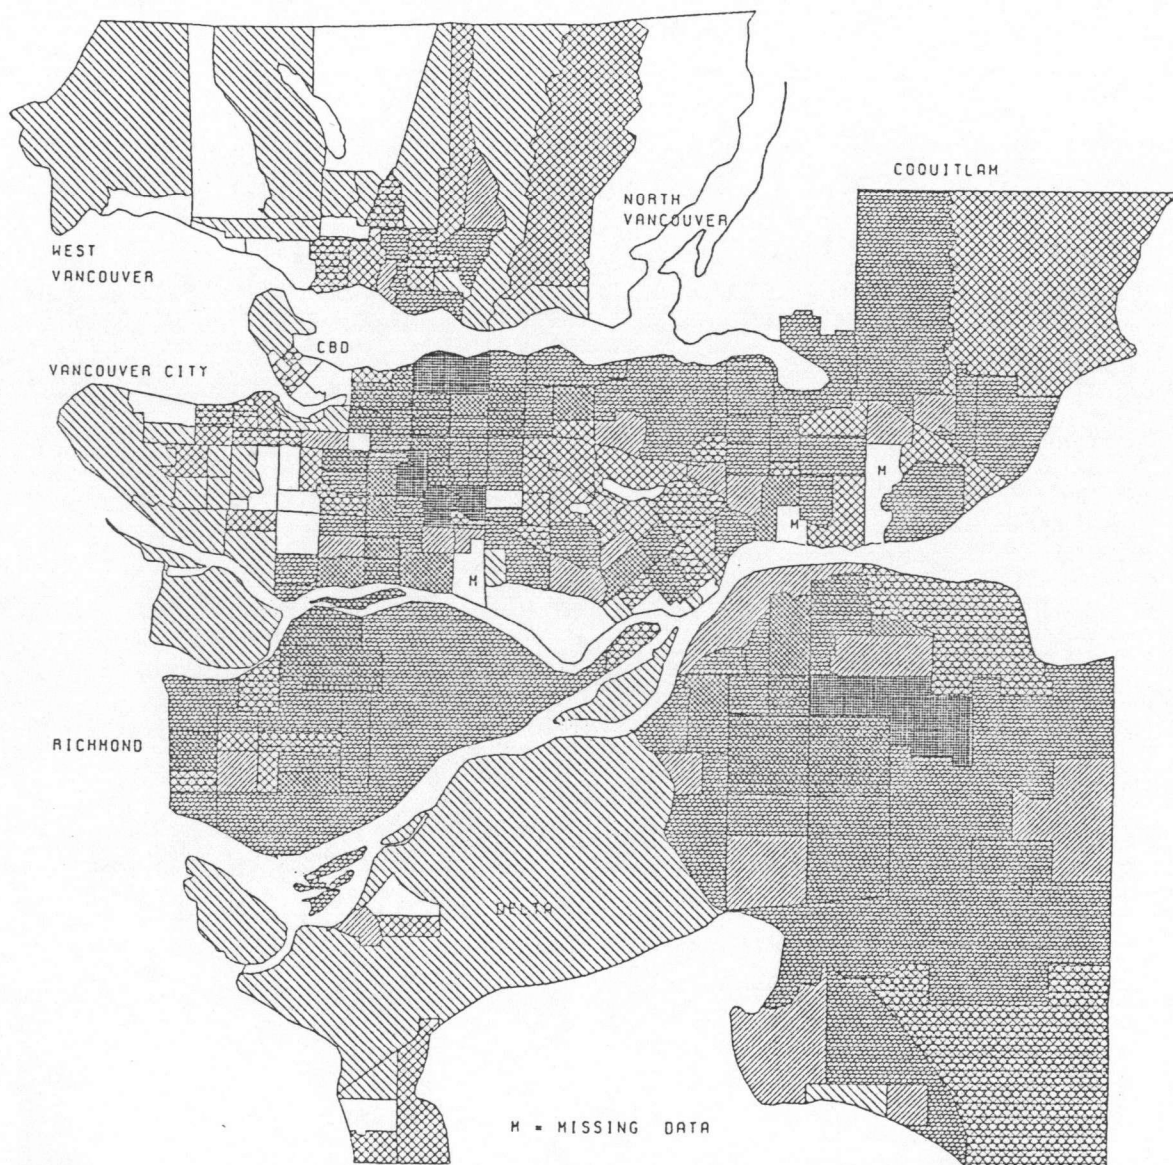 COQUITLAM
NORTH
VANCOUVER
WEST
VANCOUVER
CBD
VANCOUVER CITY
M
M
M
RICHMOND
DELTA
M = MISSING DATA